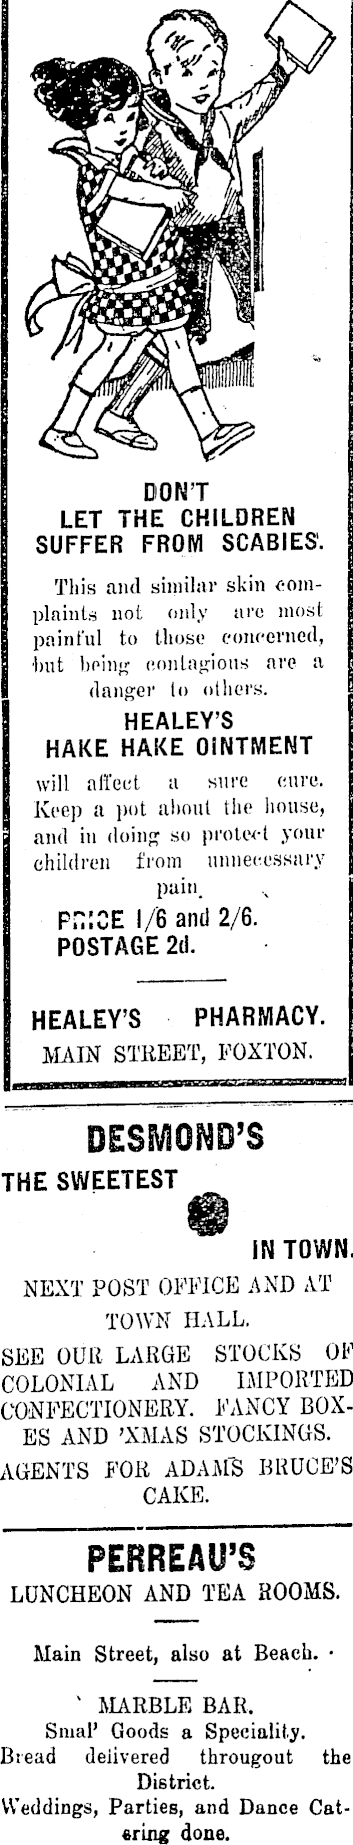 DON'T
LET THE CHILDREN
SUFFER FROM SCABIES.
This and similar skin com-
plaints not only are most
painful to those concerned,
but being contagious are a
danger to others.
HEALEY'S
HAKE HAKE OINTMENT
will affect a sure cure.
Keep a pot about the house,
and in doing so protect your
children from unnecessary
pain.
PRICE 1/6 and 2/6.
POSTAGE 2d.
HEALEY'S PHARMACY.
MAIN STREET, FOXTON.
DESMOND'S
THE SWEETEST
IN TOWN.
NEXT POST OFFICE AND AT
TOWN HALL.
SEE OUR LARGE STOCKS OF
COLONIAL AND IMPORTED
CONFECTIONERY. FANCY BOX-
ES AND 'XMAS STOCKINGS.
AGENTS FOR ADAMS BRUCE'S
CAKE.
PERREAU'S
LUNCHEON AND TEA ROOMS.
Main Street, also at Beach.
MARBLE BAR.
Smal' Goods a Speciality.
Bread delivered througout the
District.
Weddings, Parties, and Dance Cat-
ering done.